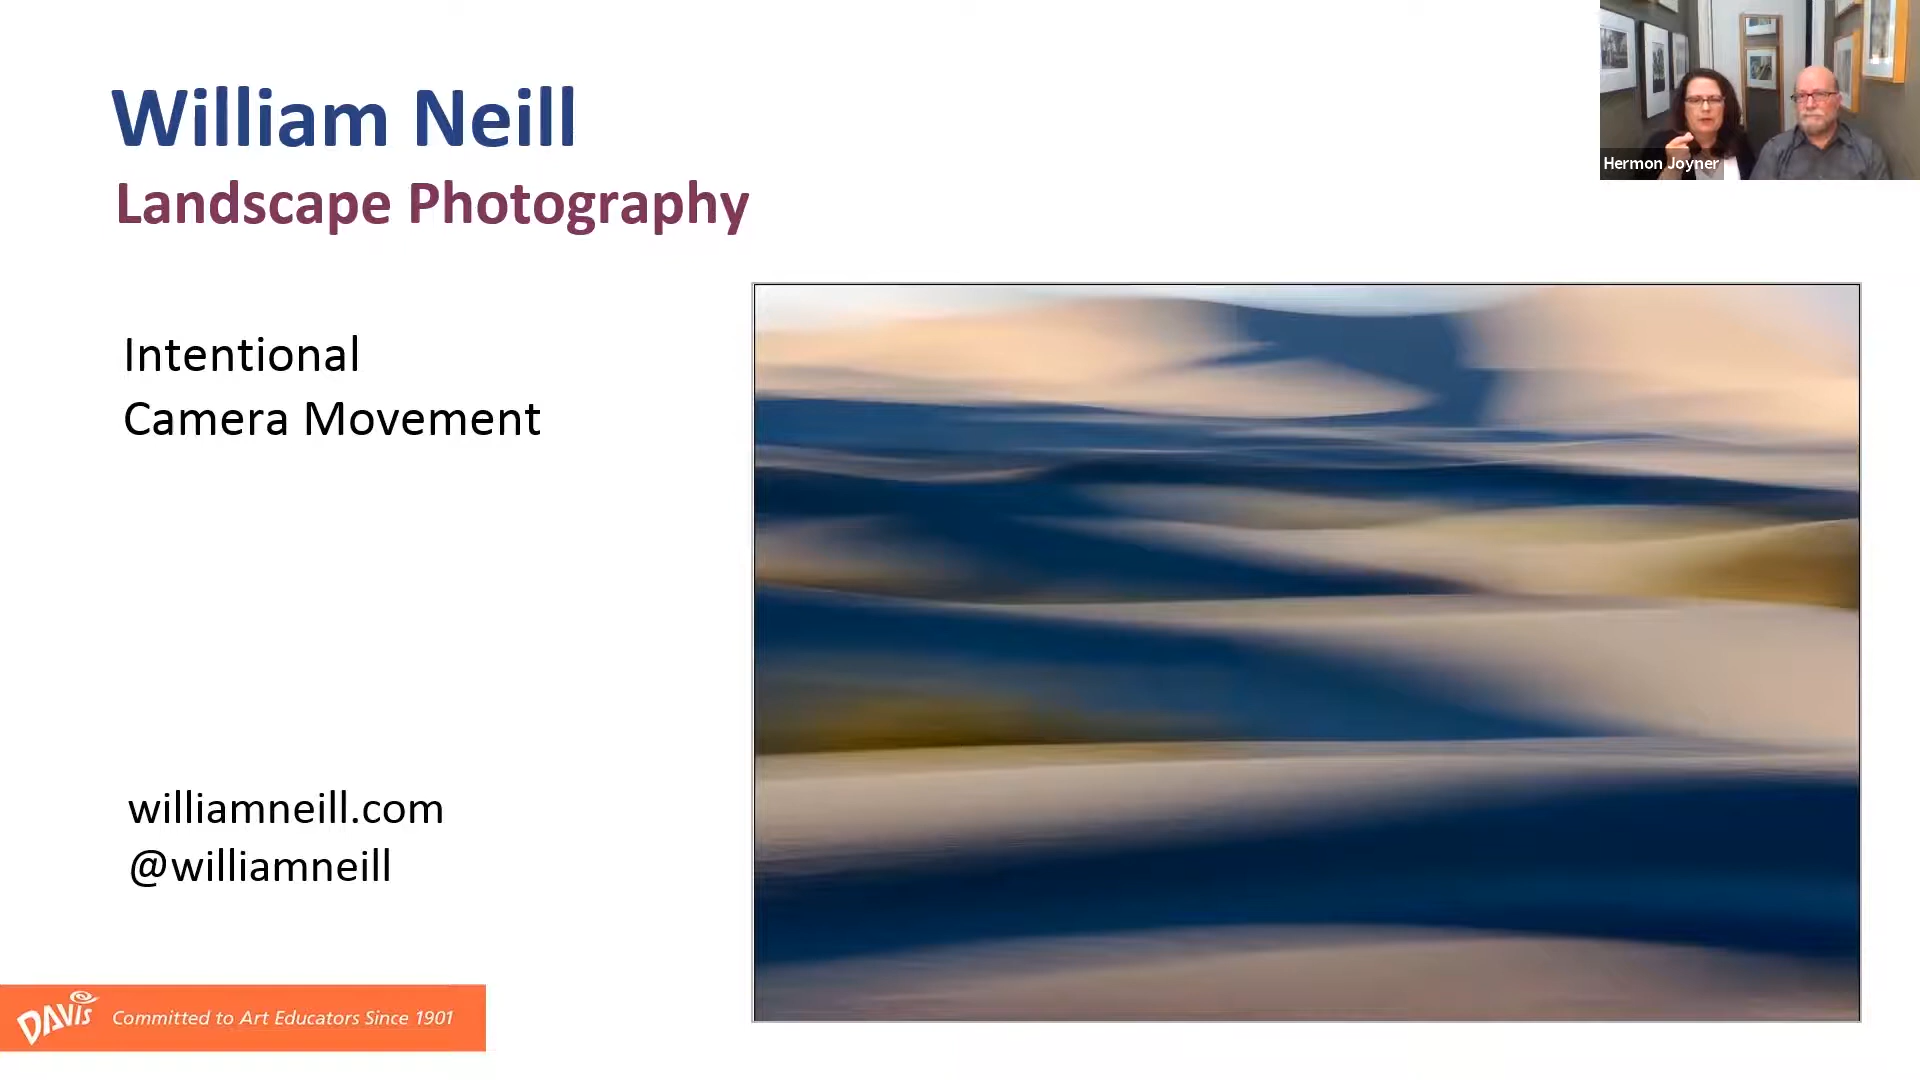 William Neill
Landscape Photography
Hermon Joyner
Intentional
Camera Movement
williamneill.com
@williamneill
DAVIS
Committed to Art Educators Since 1901